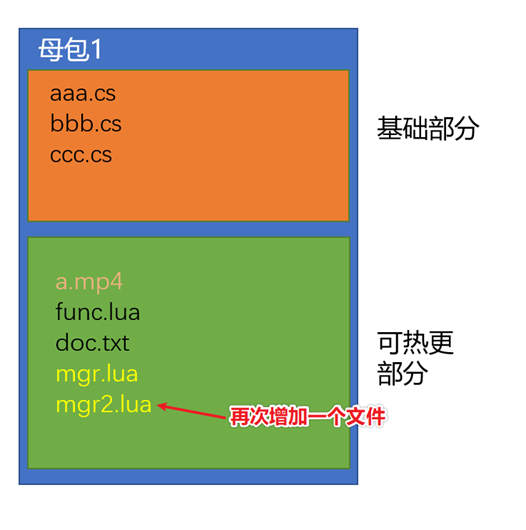 母包1
aaa.cs
bbb.cs
ccc.cs
基础部分
a.mp4
func.lua
doc.txt
mgr.lua
mgr2.lua
再次增加一个文件
可热更
部分